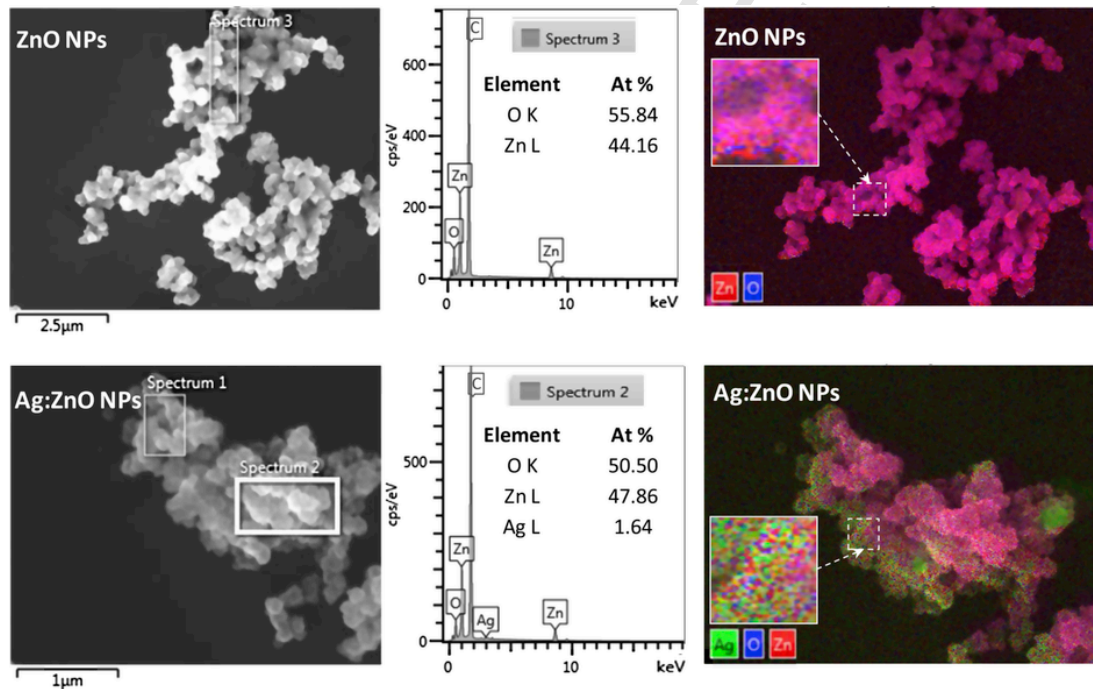 ZnO NPs
Spectrum 3
2.5µm
C
Spectrum 3
Element At %
O K 55.84
Zn L 44.16
600
400
200
0
cps/eV
Zn
O
Zn
0 10 keV
ZnO NPs
Zn O
Ag:ZnO NPs
Spectrum 1
Spectrum 2
1µm
C
Spectrum 2
Element At %
O K 50.50
Zn L 47.86
Ag L 1.64
500
0
cps/eV
Zn
O
Ag
Zn
0 10 keV
Ag:ZnO NPs
Ag O Zn